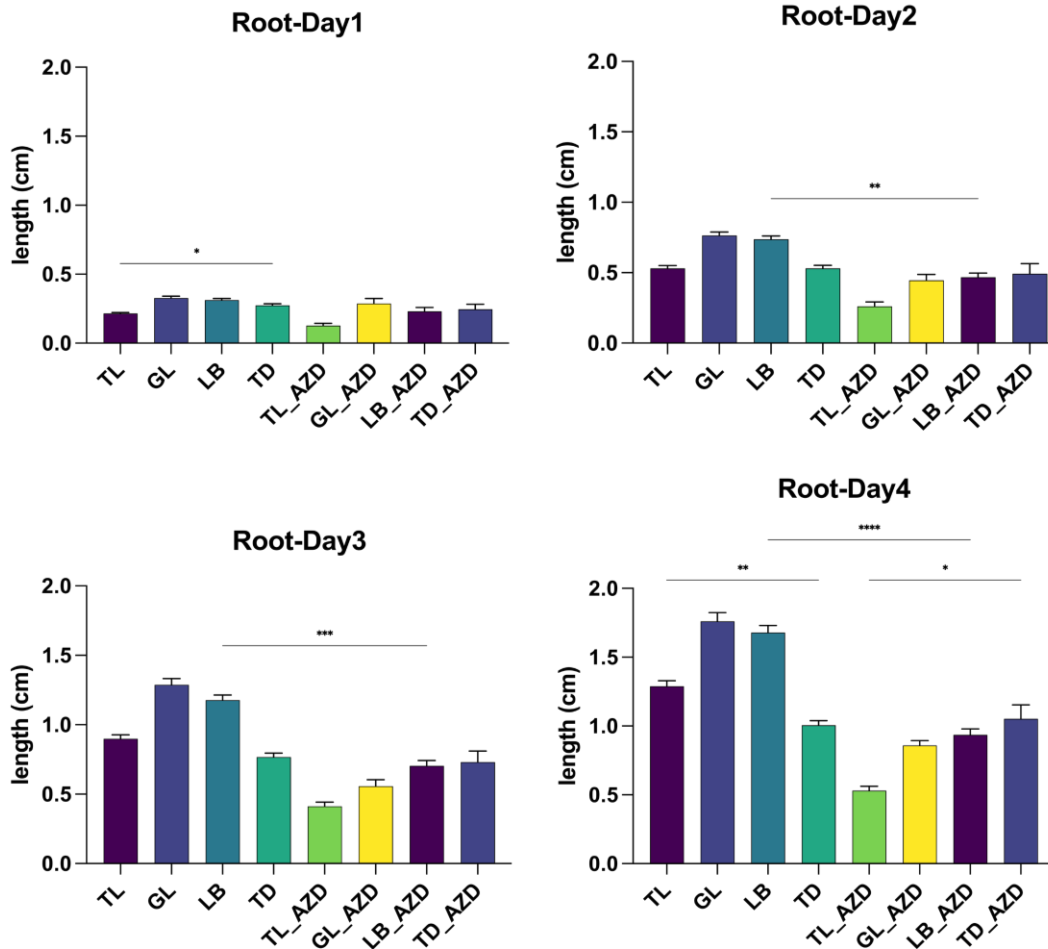 Root-Day1
length (cm)
2.0
1.5
1.0
0.5
0.0
*
TL
GL
LB
TD
TL_AZD
GL_AZD
LB_AZD
TD_AZD
Root-Day2
length (cm)
2.0
1.5
1.0
0.5
0.0
**
TL
GL
LB
TD
TL_AZD
GL_AZD
LB_AZD
TD_AZD
Root-Day3
length (cm)
2.0
1.5
1.0
0.5
0.0
***
TL
GL
LB
TD
TL_AZD
GL_AZD
LB_AZD
TD_AZD
Root-Day4
length (cm)
2.0
1.5
1.0
0.5
0.0
****
**
*
TL
GL
LB
TD
TL_AZD
GL_AZD
LB_AZD
TD_AZD